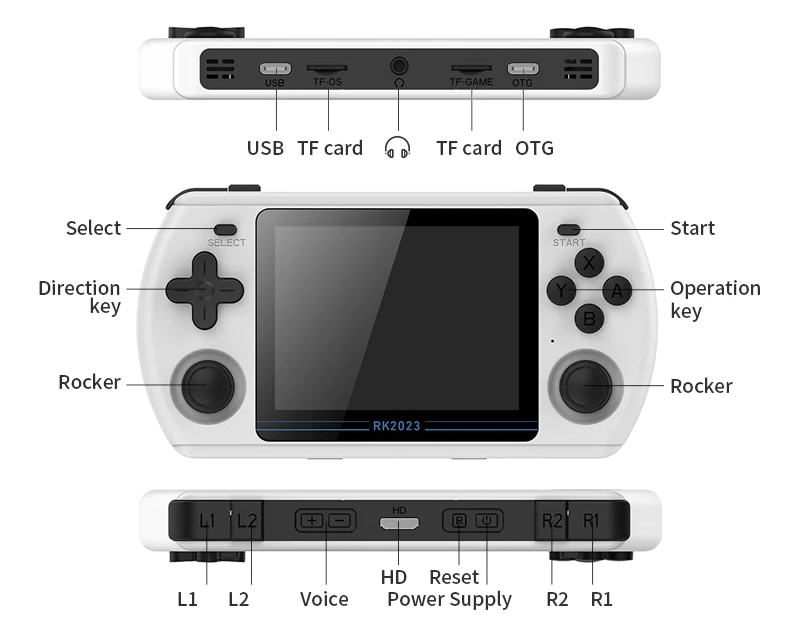 USB TF-OS TF-GAME OTG
USB TF card TF card OTG
Select
SELECT
START
Start
Direction
key
X
Y
A
B
Operation
key
Rocker
Rocker
RK2023
L1 L2 + − HD R R2 R1
HD Reset
L1 L2 Voice Power Supply R2 R1